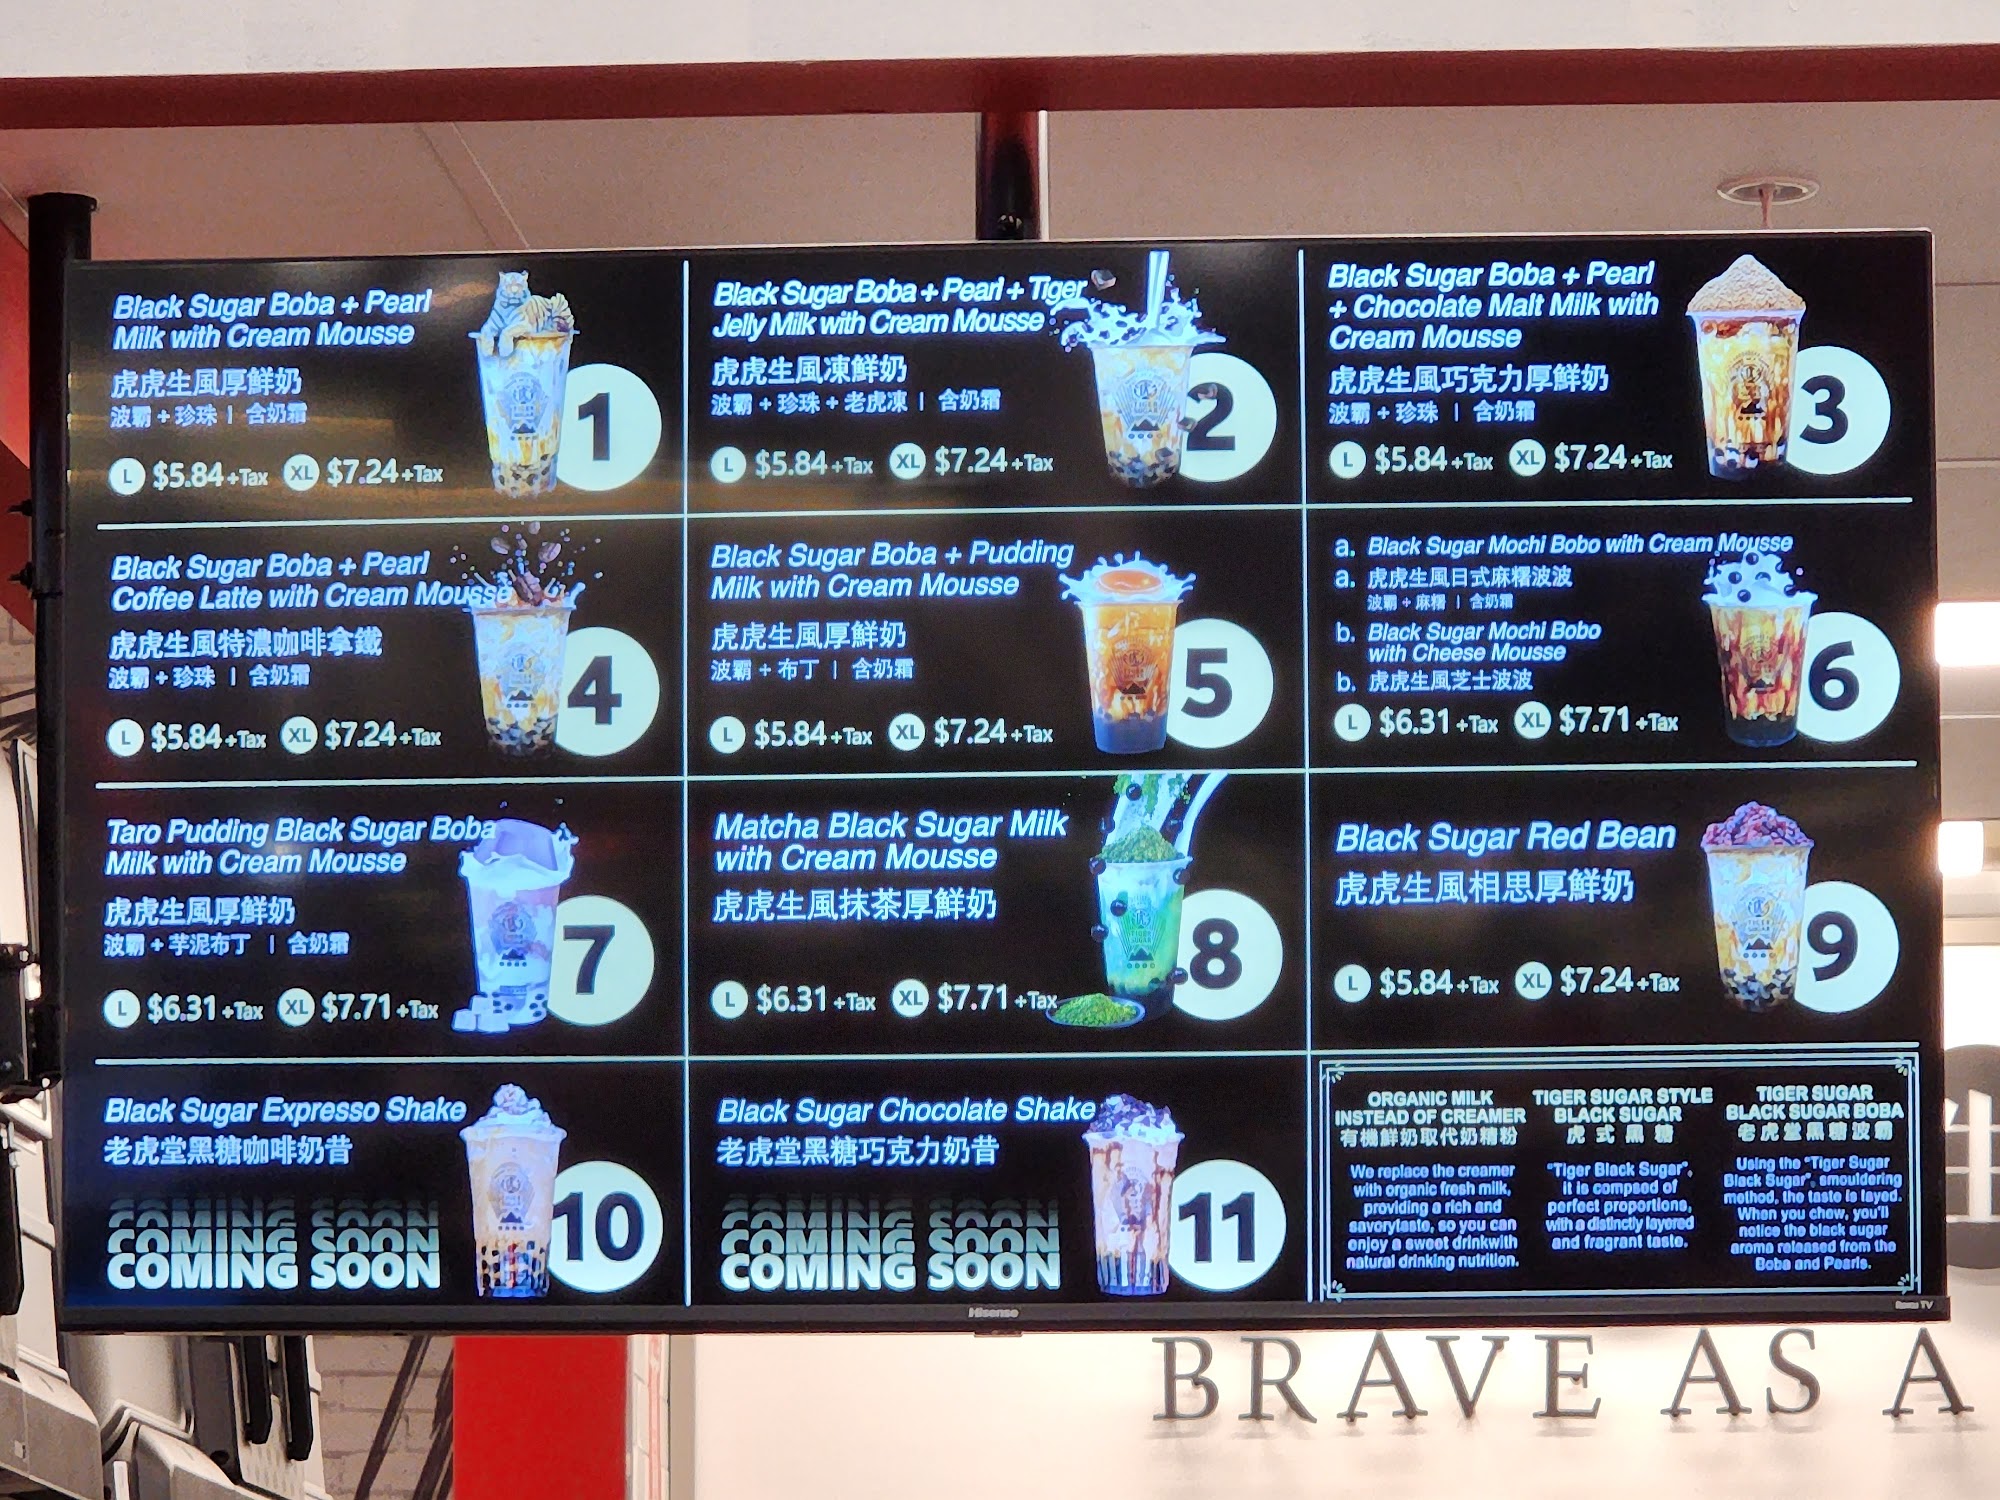 Black Sugar Boba + Pearl
Milk with Cream Mousse
虎虎生風厚鮮奶
波霸 + 珍珠 | 含奶霜
L $5.84 +Tax XL $7.24 +Tax
1
Black Sugar Boba + Pearl + Tiger
Jelly Milk with Cream Mousse
虎虎生風凍鮮奶
波霸 + 珍珠 + 老虎凍 | 含奶霜
L $5.84 +Tax XL $7.24 +Tax
2
Black Sugar Boba + Pearl
+ Chocolate Malt Milk with
Cream Mousse
虎虎生風巧克力厚鮮奶
波霸 + 珍珠 | 含奶霜
L $5.84 +Tax XL $7.24 +Tax
3
Black Sugar Boba + Pearl
Coffee Latte with Cream Mousse
虎虎生風特濃咖啡拿鐵
波霸 + 珍珠 | 含奶霜
L $5.84 +Tax XL $7.24 +Tax
4
Black Sugar Boba + Pudding
Milk with Cream Mousse
虎虎生風厚鮮奶
波霸 + 布丁 | 含奶霜
L $5.84 +Tax XL $7.24 +Tax
5
a. Black Sugar Mochi Bobo with Cream Mousse
a. 虎虎生風日式麻糬波波
波霸 + 麻糬 | 含奶霜
b. Black Sugar Mochi Bobo
with Cheese Mousse
b. 虎虎生風芝士波波
L $6.31 +Tax XL $7.71 +Tax
6
Taro Pudding Black Sugar Boba
Milk with Cream Mousse
虎虎生風厚鮮奶
波霸 + 芋泥布丁 | 含奶霜
L $6.31 +Tax XL $7.71 +Tax
7
Matcha Black Sugar Milk
with Cream Mousse
虎虎生風抹茶厚鮮奶
L $6.31 +Tax XL $7.71 +Tax
TIGER
SUGAR
8
Black Sugar Red Bean
虎虎生風相思厚鮮奶
L $5.84 +Tax XL $7.24 +Tax
TIGER
SUGAR
9
Black Sugar Expresso Shake
老虎堂黑糖咖啡奶昔
COMING SOON
COMING SOON
COMING SOON
10
Black Sugar Chocolate Shake
老虎堂黑糖巧克力奶昔
COMING SOON
COMING SOON
COMING SOON
11
ORGANIC MILK
INSTEAD OF CREAMER
有機鮮奶取代奶精粉
We replace the creamer
with organic fresh milk,
providing a rich and
savorytaste, so you can
enjoy a sweet drinkwith
natural drinking nutrition.
TIGER SUGAR STYLE
BLACK SUGAR
虎式黑糖
"Tiger Black Sugar",
it is compsed of
perfect proportions,
with a distinctly layered
and fragrant taste.
TIGER SUGAR
BLACK SUGAR BOBA
老虎堂黑糖波霸
Using the "Tiger Sugar
Black Sugar", smouldering
method, the taste is layed.
When you chew, you'll
notice the black sugar
aroma released from the
Boba and Pearls.
Hisense
Roku TV
BRAVE AS A